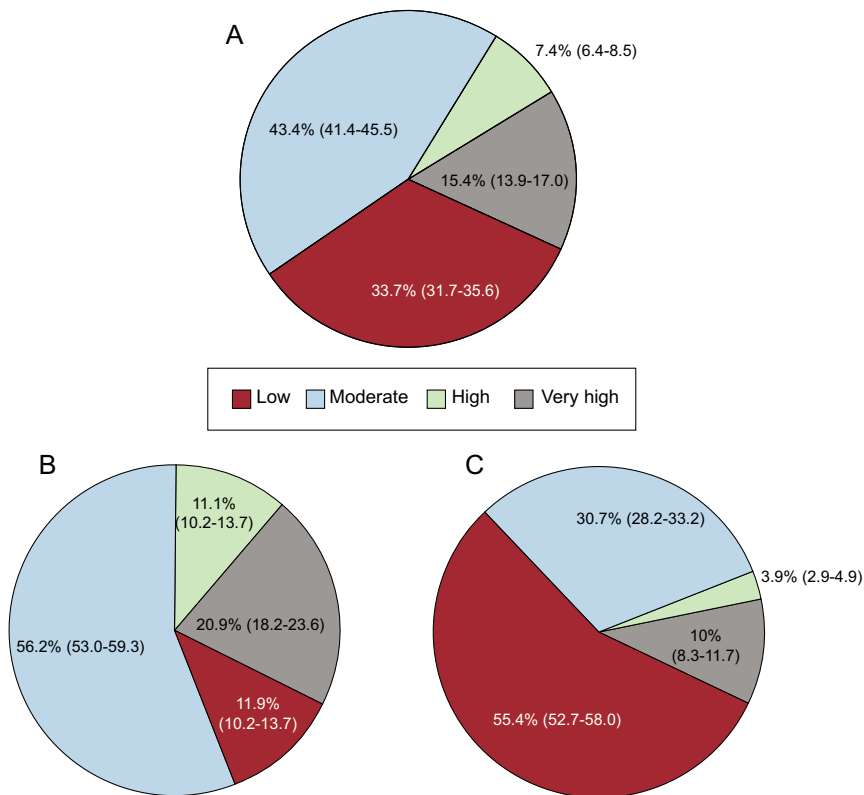 A
7.4% (6.4-8.5)
43.4% (41.4-45.5)
15.4% (13.9-17.0)
33.7% (31.7-35.6)
Low
Moderate
High
Very high
B
11.1%
(10.2-13.7)
20.9% (18.2-23.6)
56.2% (53.0-59.3)
11.9%
(10.2-13.7)
C
30.7% (28.2-33.2)
3.9% (2.9-4.9)
10%
(8.3-11.7)
55.4% (52.7-58.0)